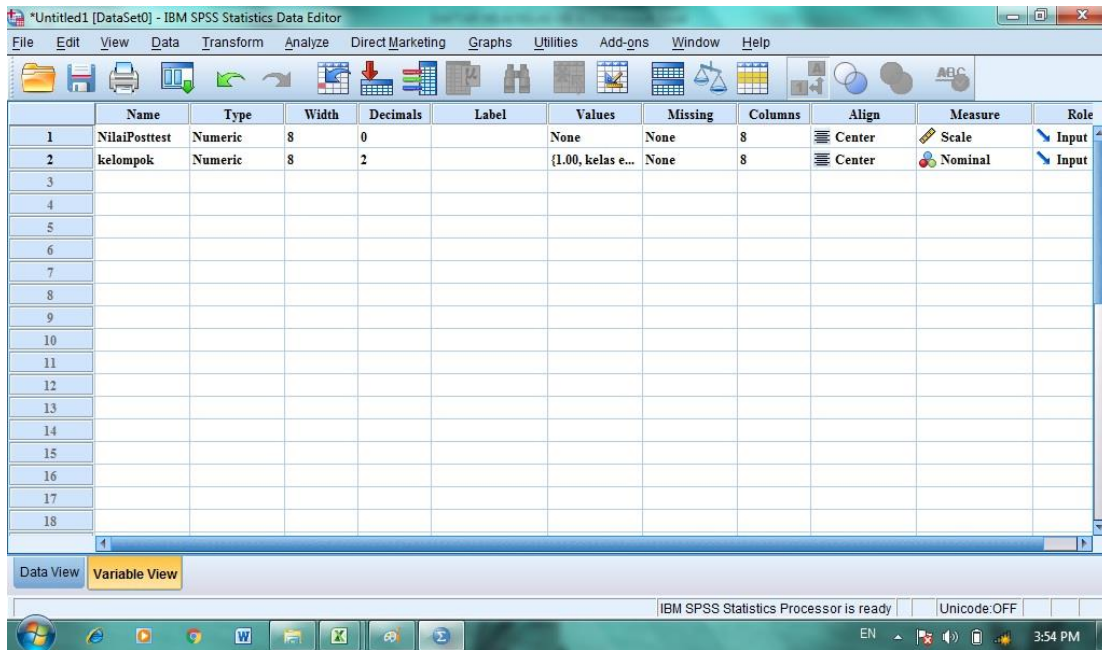 *Untitled1 [DataSet0] - IBM SPSS Statistics Data Editor
File Edit View Data Transform Analyze Direct Marketing Graphs Utilities Add-ons Window Help
Name Type Width Decimals Label Values Missing Columns Align Measure Role
1 NilaiPosttest Numeric 8 0 None None 8 Center Scale Input
2 kelompok Numeric 8 2 {1.00, kelas e... None 8 Center Nominal Input
3
4
5
6
7
8
9
10
11
12
13
14
15
16
17
18
Data View Variable View
IBM SPSS Statistics Processor is ready Unicode:OFF
EN 3:54 PM